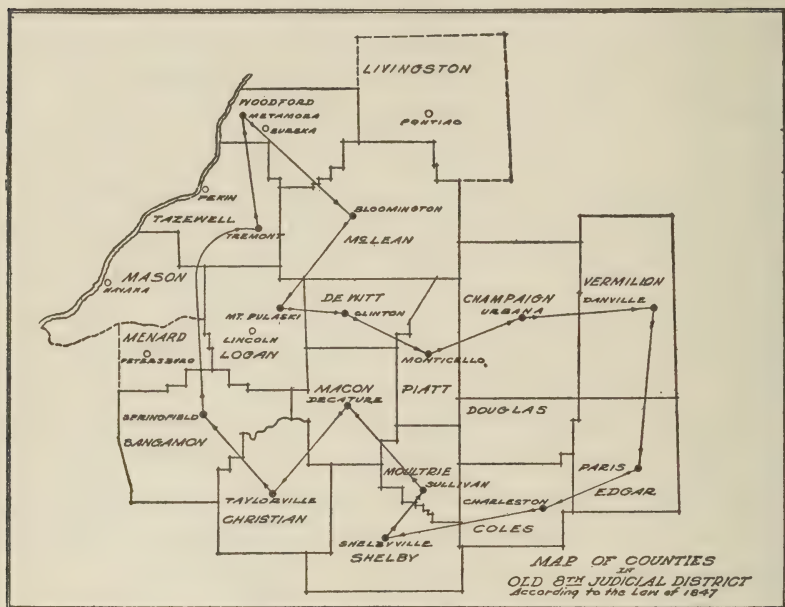 LIVINGSTON
PONTIAC
WOODFORD
METAMORA
EUREKA
PEKIN
TAZEWELL
TREMONT
BLOOMINGTON
McLEAN
MASON
HAVANA
MENARD
PETERSBORO
MT. PULASKI
LINCOLN
LOGAN
DE WITT
CLINTON
MONTICELLO
PIATT
CHAMPAIGN
URBANA
VERMILION
DANVILLE
MACON
DECATURE
DOUGLAS
SPRINGFIELD
SANGAMON
TAYLORVILLE
CHRISTIAN
MOULTRIE
SULLIVAN
SHELBYVILLE
SHELBY
CHARLESTON
COLES
PARIS
EDGAR
MAP OF COUNTIES
IN
OLD 8TH JUDICIAL DISTRICT
According to the Law of 1847